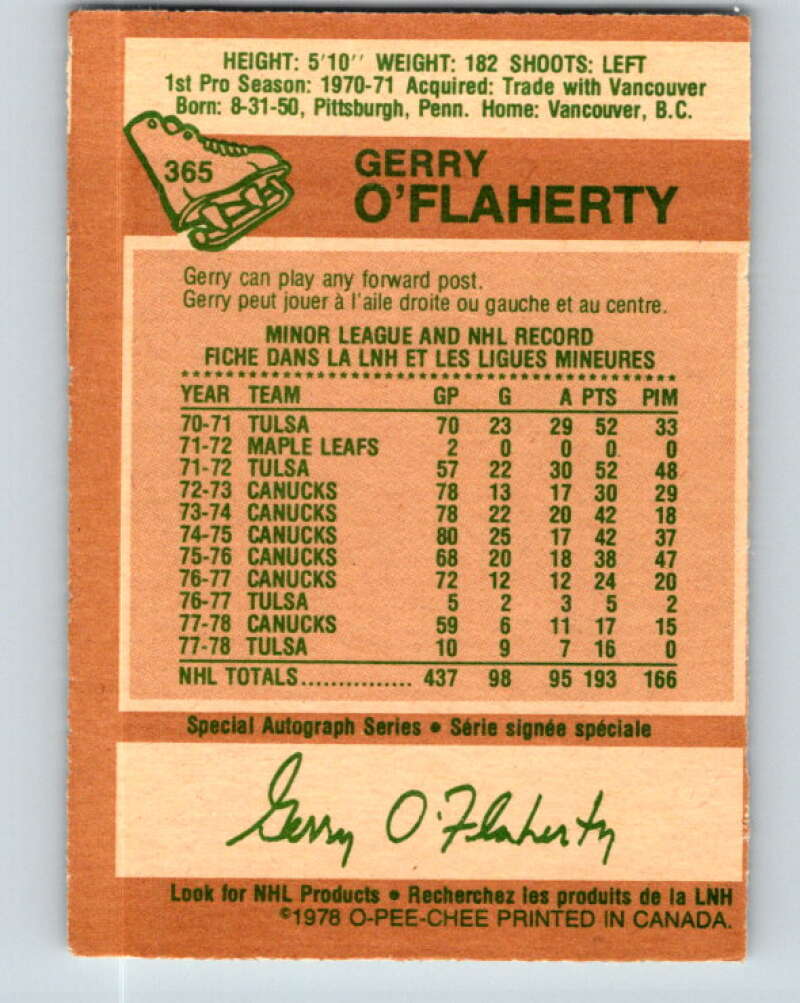 HEIGHT: 5'10'' WEIGHT: 182 SHOOTS: LEFT
1st Pro Season: 1970-71 Acquired: Trade with Vancouver
Born: 8-31-50, Pittsburgh, Penn. Home: Vancouver, B.C.
365
GERRY
O'FLAHERTY
Gerry can play any forward post.
Gerry peut jouer à l'aile droite ou gauche et au centre.
MINOR LEAGUE AND NHL RECORD
FICHE DANS LA LNH ET LES LIGUES MINEURES
YEAR TEAM GP G A PTS PIM
70-71 TULSA 70 23 29 52 33
71-72 MAPLE LEAFS 2 0 0 0 0
71-72 TULSA 57 22 30 52 48
72-73 CANUCKS 78 13 17 30 29
73-74 CANUCKS 78 22 20 42 18
74-75 CANUCKS 80 25 17 42 37
75-76 CANUCKS 68 20 18 38 47
76-77 CANUCKS 72 12 12 24 20
76-77 TULSA 5 2 3 5 2
77-78 CANUCKS 59 6 11 17 15
77-78 TULSA 10 9 7 16 0
NHL TOTALS............... 437 98 95 193 166
Special Autograph Series • Série signée spéciale
Gerry O'Flaherty
Look for NHL Products • Recherchez les produits de la LNH
©1978 O-PEE-CHEE PRINTED IN CANADA.